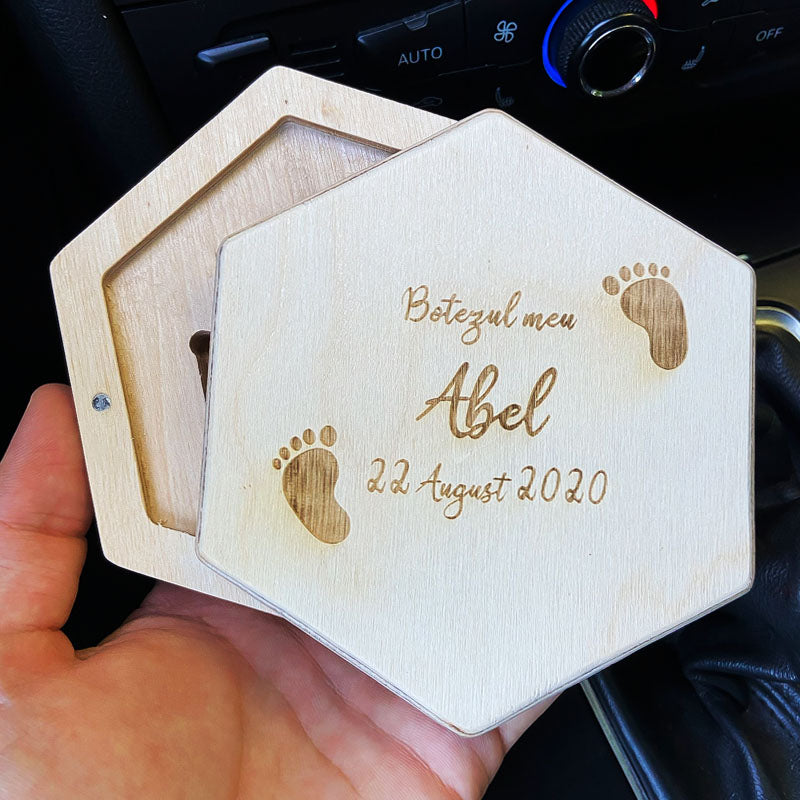 AUTO
OFF
Botezul meu
Abel
22 August 2020